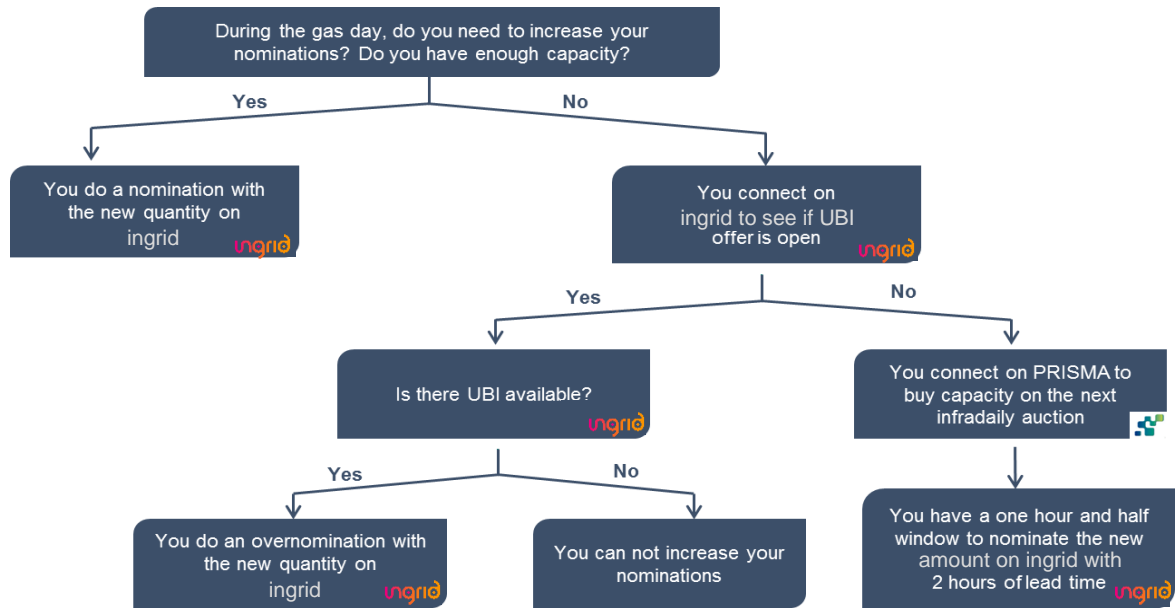 During the gas day, do you need to increase your
nominations? Do you have enough capacity?
Yes
No
You do a nomination with
the new quantity on
ingrid
ingrid
You connect on
ingrid to see if UBI
offer is open
ingrid
Yes
No
Is there UBI available?
ingrid
You connect on PRISMA to
buy capacity on the next
infradaily auction
Yes
No
You do an overnomination with
the new quantity on
ingrid
ingrid
You can not increase your
nominations
You have a one hour and half
window to nominate the new
amount on ingrid with
2 hours of lead time
ingrid